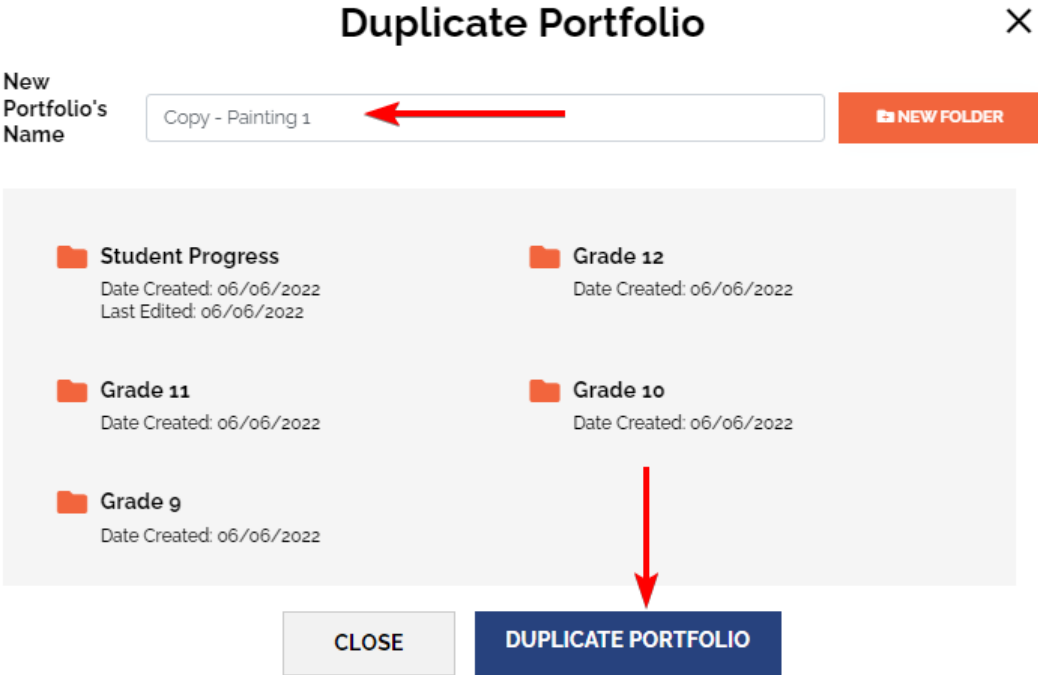 Duplicate Portfolio
New
Portfolio's
Name
Copy - Painting 1
NEW FOLDER
Student Progress
Date Created: 06/06/2022
Last Edited: 06/06/2022
Grade 12
Date Created: 06/06/2022
Grade 11
Date Created: 06/06/2022
Grade 10
Date Created: 06/06/2022
Grade 9
Date Created: 06/06/2022
CLOSE
DUPLICATE PORTFOLIO